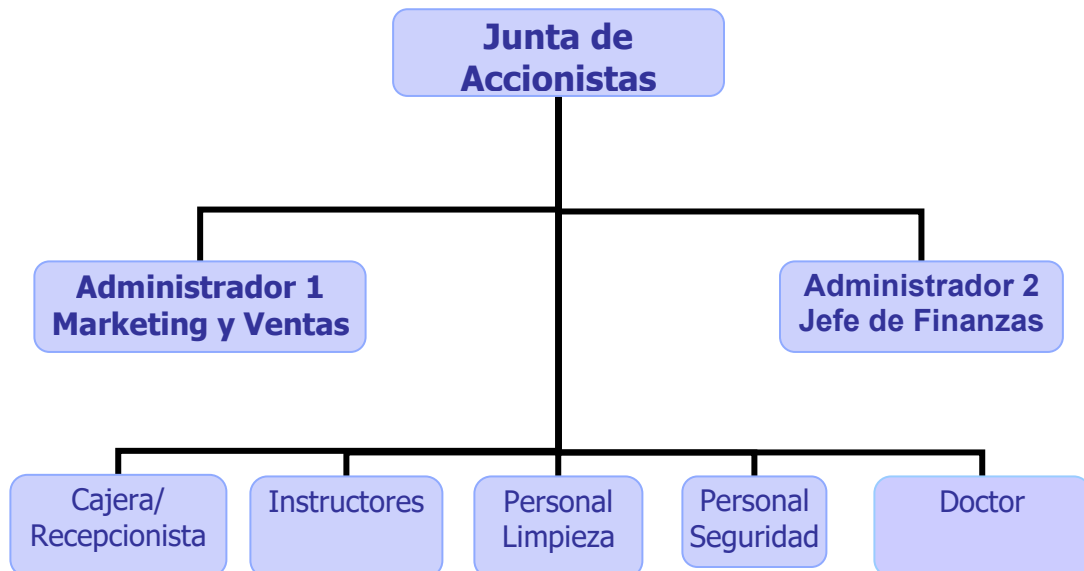 Junta de
Accionistas
Administrador 1
Marketing y Ventas
Administrador 2
Jefe de Finanzas
Cajera/
Recepcionista
Instructores
Personal
Limpieza
Personal
Seguridad
Doctor